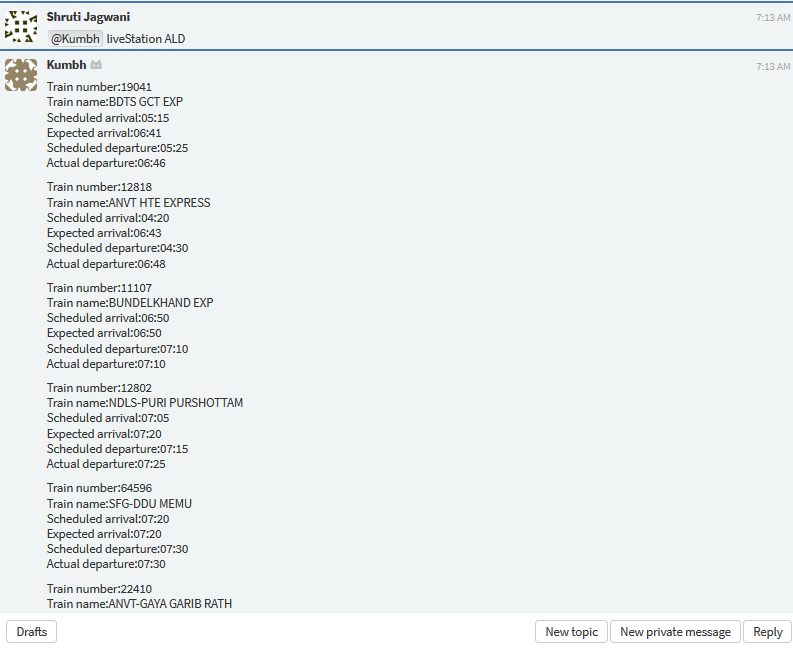 Shruti Jagwani
7:13 AM
@Kumbh liveStation ALD
Kumbh
7:13 AM
Train number:19041
Train name:BDTS GCT EXP
Scheduled arrival:05:15
Expected arrival:06:41
Scheduled departure:05:25
Actual departure:06:46
Train number:12818
Train name:ANVT HTE EXPRESS
Scheduled arrival:04:20
Expected arrival:06:43
Scheduled departure:04:30
Actual departure:06:48
Train number:11107
Train name:BUNDELKHAND EXP
Scheduled arrival:06:50
Expected arrival:06:50
Scheduled departure:07:10
Actual departure:07:10
Train number:12802
Train name:NDLS-PURI PURSHOTTAM
Scheduled arrival:07:05
Expected arrival:07:20
Scheduled departure:07:15
Actual departure:07:25
Train number:64596
Train name:SFG-DDU MEMU
Scheduled arrival:07:20
Expected arrival:07:20
Scheduled departure:07:30
Actual departure:07:30
Train number:22410
Train name:ANVT-GAYA GARIB RATH
Drafts
New topic
New private message
Reply